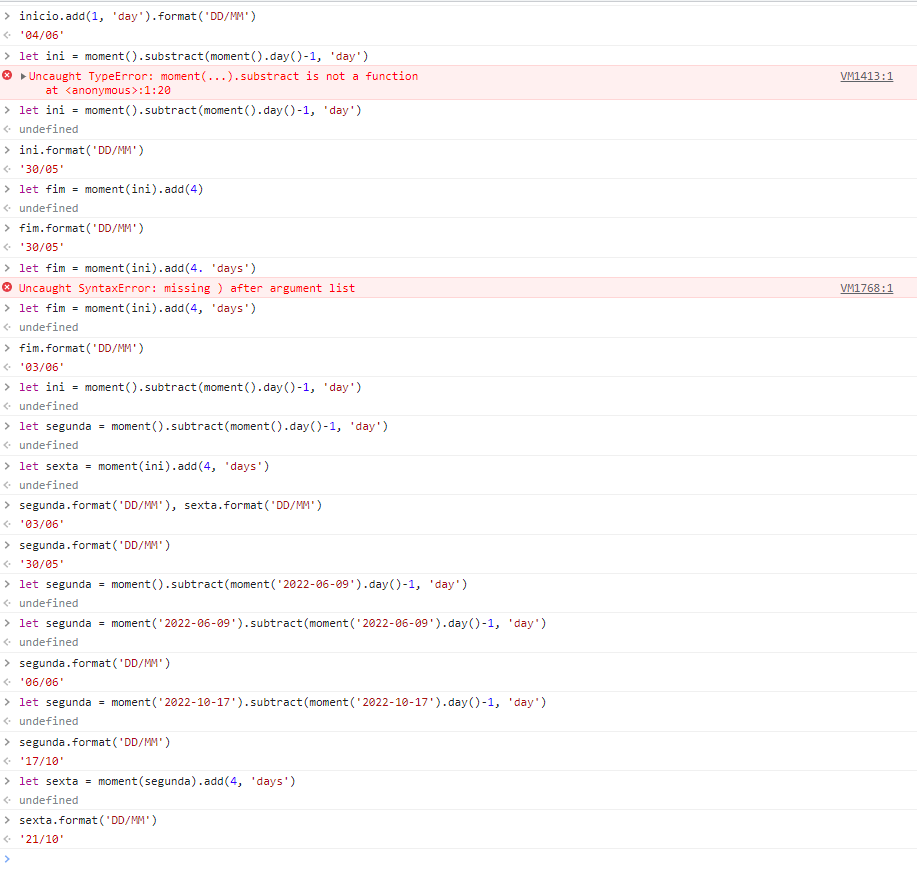 inicio.add(1, 'day').format('DD/MM')
'04/06'
let ini = moment().substract(moment().day()-1, 'day')
Uncaught TypeError: moment(...).substract is not a function VM1413:1
at <anonymous>:1:20
let ini = moment().subtract(moment().day()-1, 'day')
undefined
ini.format('DD/MM')
'30/05'
let fim = moment(ini).add(4)
undefined
fim.format('DD/MM')
'30/05'
let fim = moment(ini).add(4. 'days')
Uncaught SyntaxError: missing ) after argument list VM1768:1
let fim = moment(ini).add(4, 'days')
undefined
fim.format('DD/MM')
'03/06'
let ini = moment().subtract(moment().day()-1, 'day')
undefined
let segunda = moment().subtract(moment().day()-1, 'day')
undefined
let sexta = moment(ini).add(4, 'days')
undefined
segunda.format('DD/MM'), sexta.format('DD/MM')
'03/06'
segunda.format('DD/MM')
'30/05'
let segunda = moment().subtract(moment('2022-06-09').day()-1, 'day')
undefined
let segunda = moment('2022-06-09').subtract(moment('2022-06-09').day()-1, 'day')
undefined
segunda.format('DD/MM')
'06/06'
let segunda = moment('2022-10-17').subtract(moment('2022-10-17').day()-1, 'day')
undefined
segunda.format('DD/MM')
'17/10'
let sexta = moment(segunda).add(4, 'days')
undefined
sexta.format('DD/MM')
'21/10'